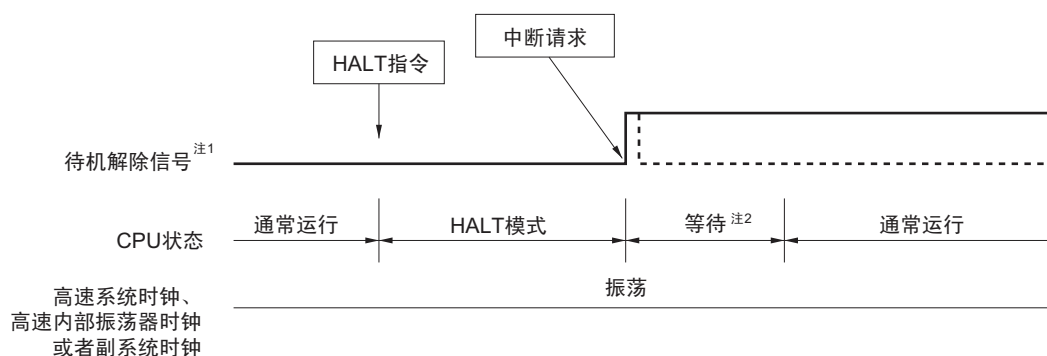 中断请求
HALT指令
待机解除信号注1
通常运行
HALT模式
等待 注2
通常运行
CPU状态
振荡
高速系统时钟、
高速内部振荡器时钟
或者副系统时钟